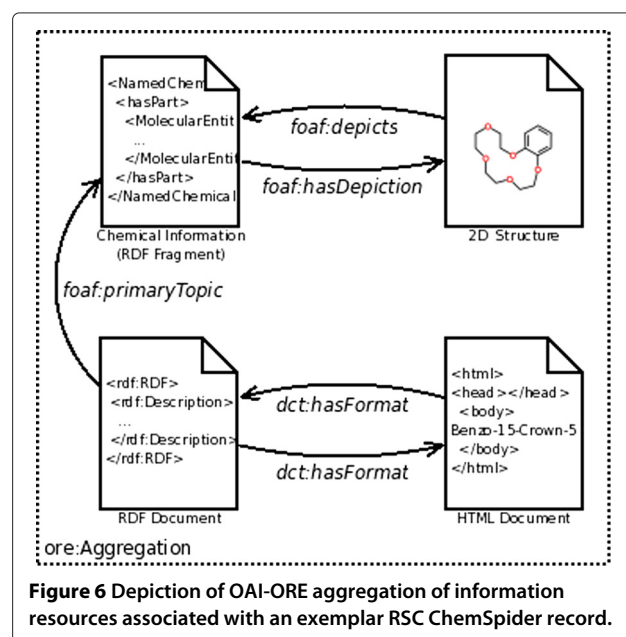 <NamedChem
<hasPart>
<MolecularEntit
...
</MolecularEntit
</hasPart>
</NamedChemical
Chemical Information
(RDF Fragment)
foaf:depicts
foaf:hasDepiction
O
O
O
O
O
2D Structure
foaf:primaryTopic
<rdf:RDF>
<rdf:Description>
...
</rdf:Description>
</rdf:RDF>
RDF Document
dct:hasFormat
dct:hasFormat
<html>
<head></head>
<body>
Benzo-15-Crown-5
</body>
</html>
HTML Document
ore:Aggregation
Figure 6 Depiction of OAI-ORE aggregation of information
resources associated with an exemplar RSC ChemSpider record.